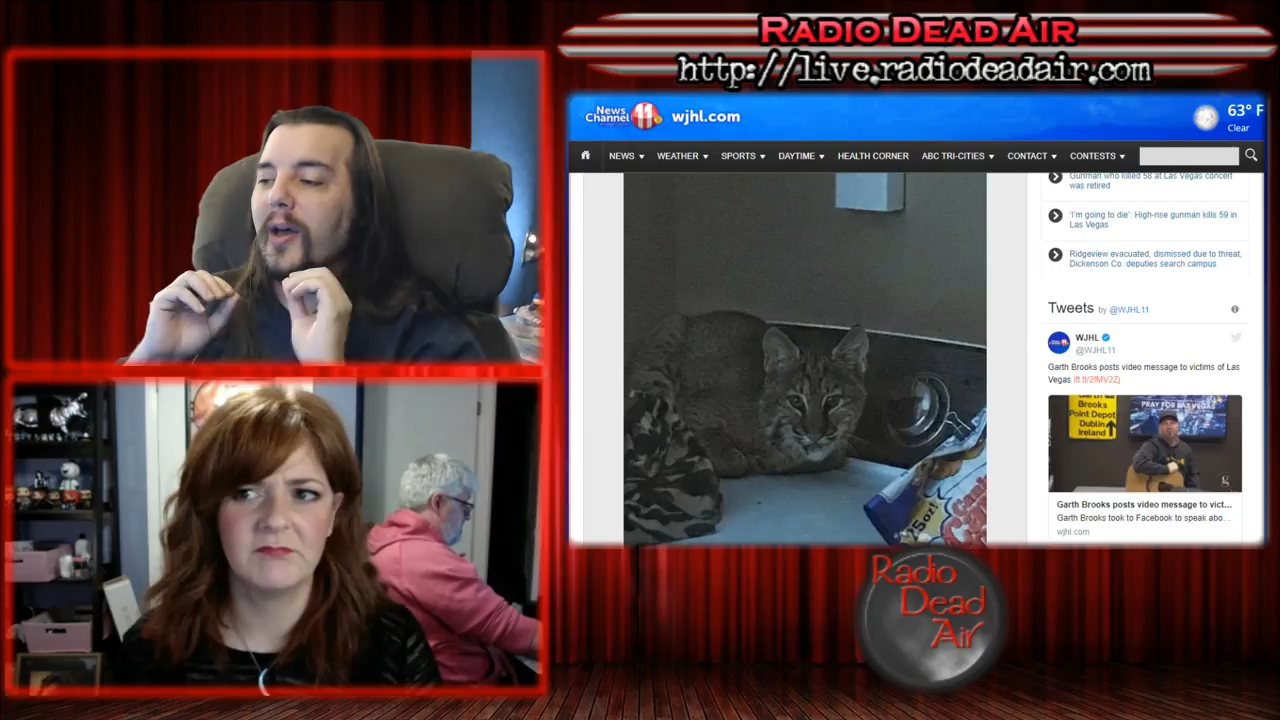 Radio Dead Air
http://live.radiodeadair.com
News
Channel
11
wjhl.com
63° F
Clear
NEWS
WEATHER
SPORTS
DAYTIME
HEALTH CORNER
ABC TRI-CITIES
CONTACT
CONTESTS
Gunman who killed 58 at Las Vegas concert
was retired
'I'm going to die': High-rise gunman kills 59 in
Las Vegas
Ridgeview evacuated, dismissed due to threat;
Dickenson Co. deputies search campus
Tweets by @WJHL11
WJHL
@WJHL11
Garth Brooks posts video message to victims of Las
Vegas ift.tt/2fMV2Zj
Garth
Brooks
Point Depot
Dublin
Ireland
PRAY FOR LAS VEGAS
g
Garth Brooks posts video message to vict...
Garth Brooks took to Facebook to speak abo...
wjhl.com
5oz!
Radio
Dead
Air